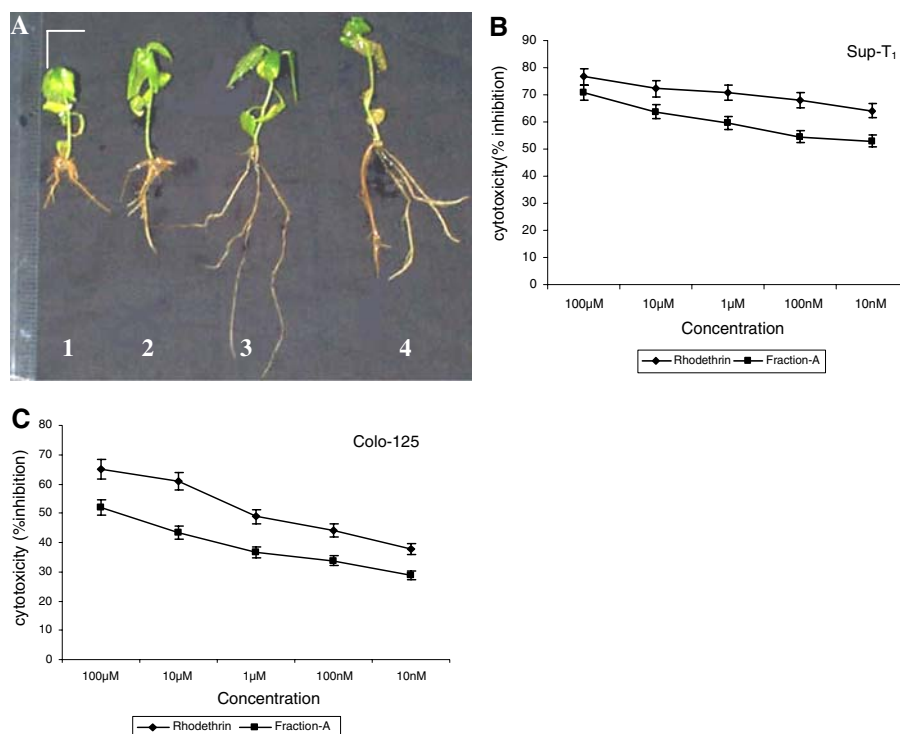 A
1 2 3 4
B
Sup-T1
cytotoxicity(% inhibition)
90
80
70
60
50
40
30
20
10
0
100µM 10µM 1µM 100nM 10nM
Concentration
Rhodethrin Fraction-A
C
Colo-125
cytotoxicity (%inhibition)
80
70
60
50
40
30
20
10
0
100µM 10µM 1µM 100nM 10nM
Concentration
Rhodethrin Fraction-A